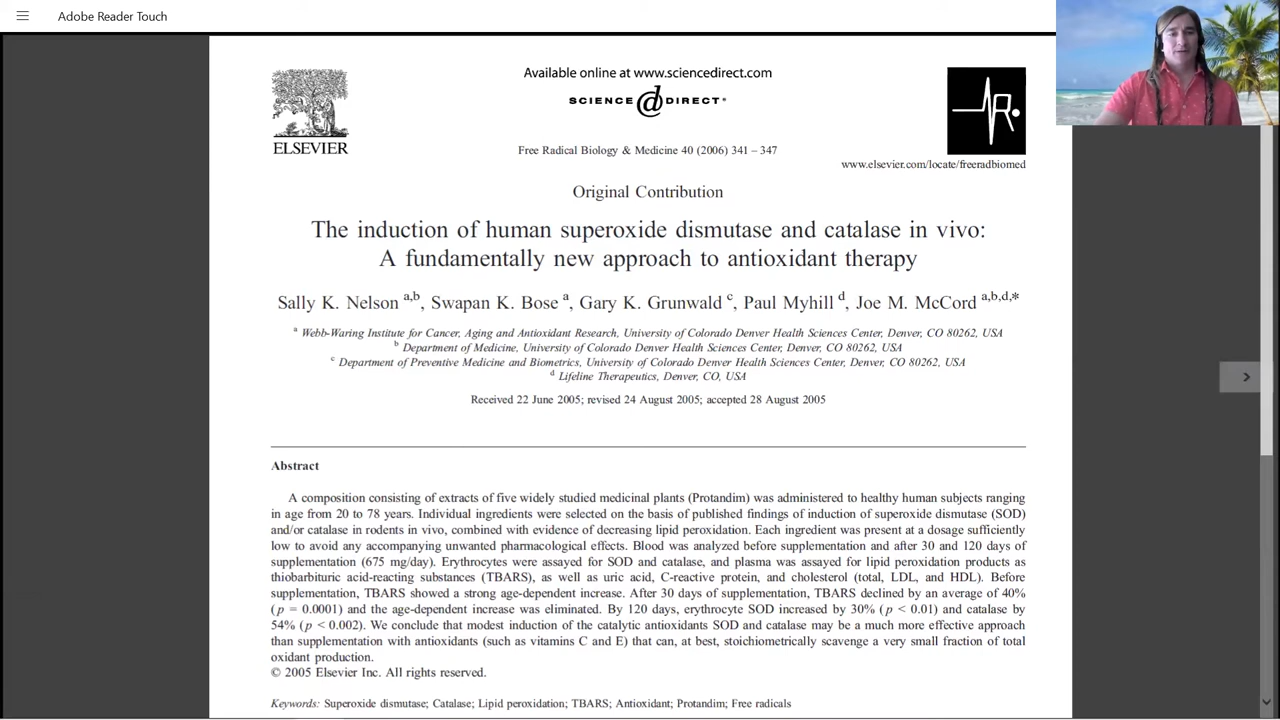 Adobe Reader Touch
Available online at www.sciencedirect.com
SCIENCE @ DIRECT®
ELSEVIER
Free Radical Biology & Medicine 40 (2006) 341 – 347
www.elsevier.com/locate/freeradbiomed
Original Contribution
The induction of human superoxide dismutase and catalase in vivo:
A fundamentally new approach to antioxidant therapy
Sally K. Nelson a,b, Swapan K. Bose a, Gary K. Grunwald c, Paul Myhill d, Joe M. McCord a,b,d,*
a Webb-Waring Institute for Cancer, Aging and Antioxidant Research, University of Colorado Denver Health Sciences Center, Denver, CO 80262, USA
b Department of Medicine, University of Colorado Denver Health Sciences Center, Denver, CO 80262, USA
c Department of Preventive Medicine and Biometrics, University of Colorado Denver Health Sciences Center, Denver, CO 80262, USA
d Lifeline Therapeutics, Denver, CO, USA
Received 22 June 2005; revised 24 August 2005; accepted 28 August 2005
Abstract
A composition consisting of extracts of five widely studied medicinal plants (Protandim) was administered to healthy human subjects ranging
in age from 20 to 78 years. Individual ingredients were selected on the basis of published findings of induction of superoxide dismutase (SOD)
and/or catalase in rodents in vivo, combined with evidence of decreasing lipid peroxidation. Each ingredient was present at a dosage sufficiently
low to avoid any accompanying unwanted pharmacological effects. Blood was analyzed before supplementation and after 30 and 120 days of
supplementation (675 mg/day). Erythrocytes were assayed for SOD and catalase, and plasma was assayed for lipid peroxidation products as
thiobarbituric acid-reacting substances (TBARS), as well as uric acid, C-reactive protein, and cholesterol (total, LDL, and HDL). Before
supplementation, TBARS showed a strong age-dependent increase. After 30 days of supplementation, TBARS declined by an average of 40%
(p = 0.0001) and the age-dependent increase was eliminated. By 120 days, erythrocyte SOD increased by 30% (p < 0.01) and catalase by
54% (p < 0.002). We conclude that modest induction of the catalytic antioxidants SOD and catalase may be a much more effective approach
than supplementation with antioxidants (such as vitamins C and E) that can, at best, stoichiometrically scavenge a very small fraction of total
oxidant production.
© 2005 Elsevier Inc. All rights reserved.
Keywords: Superoxide dismutase; Catalase; Lipid peroxidation; TBARS; Antioxidant; Protandim; Free radicals